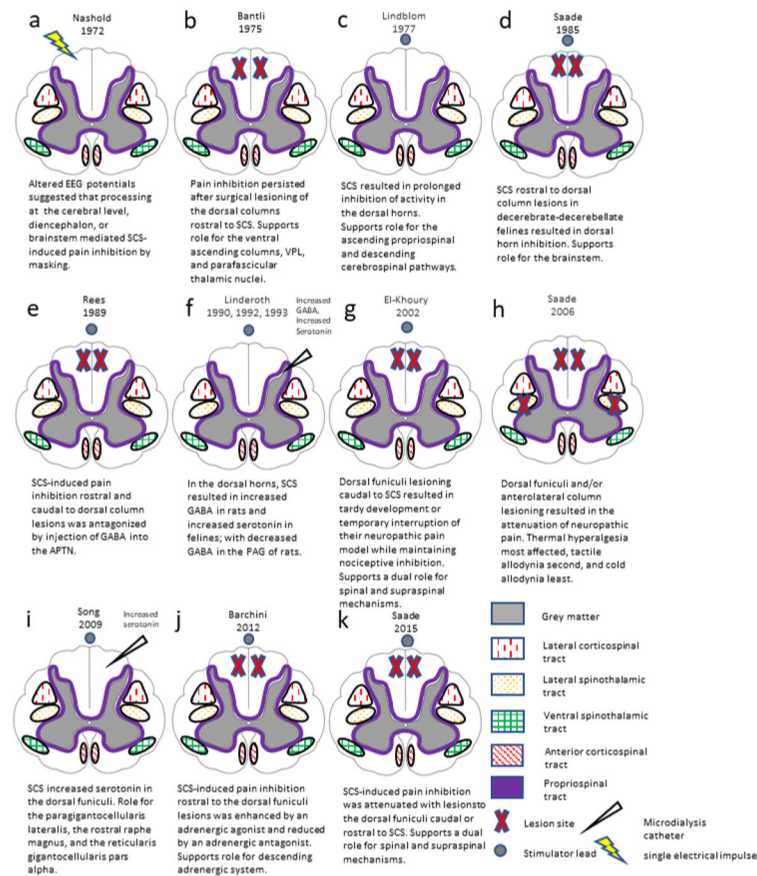 a
Nashold
1972
Altered EEG potentials
suggested that processing
at the cerebral level,
diencephalon, or
brainstem mediated SCS-
induced pain inhibition by
masking.
b
Bantli
1975
Pain inhibition persisted
after surgical lesioning of
the dorsal columns
rostral to SCS. Supports
role for the ventral
ascending columns, VPL,
and parafascicular
thalamic nuclei.
c
Lindblom
1977
SCS resulted in prolonged
inhibition of activity in
the dorsal horns.
Supports role for the
ascending propriospinal
and descending
cerebrospinal pathways.
d
Saade
1985
SCS rostral to dorsal
column lesions in
decerebrate-decerebellate
felines resulted in dorsal
horn inhibition. Supports
role for the brainstem.
e
Rees
1989
SCS-induced pain
inhibition rostral and
caudal to dorsal column
lesions was antagonized
by injection of GABA into
the APTN.
f
Linderoth
1990, 1992, 1993
Increased
GABA,
Increased
Serotonin
In the dorsal horns, SCS
resulted in increased
GABA in rats and
increased serotonin in
felines; with decreased
GABA in the PAG of rats.
g
El-Khoury
2002
Dorsal funiculi lesioning
caudal to SCS resulted in
tardy development or
temporary interruption of
their neuropathic pain
model while maintaining
nociceptive inhibition.
Supports a dual role for
spinal and supraspinal
mechanisms.
h
Saade
2006
Dorsal funiculi and/or
anterolateral column
lesioning resulted in the
attenuation of neuropathic
pain. Thermal hyperalgesia
most affected, tactile
allodynia second, and cold
allodynia least.
i
Song
2009
Increased
serotonin
SCS increased serotonin in
the dorsal funiculi. Role for
the paragigantocellularis
lateralis, the rostral raphe
magnus, and the reticularis
gigantocellularis pars
alpha.
j
Barchini
2012
SCS-induced pain inhibition
rostral to the dorsal funiculi
lesions was enhanced by an
adrenergic agonist and reduced
by an adrenergic antagonist.
Supports role for descending
adrenergic system.
k
Saade
2015
SCS-induced pain inhibition
was attenuated with lesionsto
the dorsal funiculi caudal or
rostral to SCS. Supports a dual
role for spinal and supraspinal
mechanisms.
Grey matter
Lateral corticospinal
tract
Lateral spinothalamic
tract
Ventral spinothalamic
tract
Anterior corticospinal
tract
Propriospinal
tract
Lesion site
Microdialysis
catheter
Stimulator lead
single electrical impulse